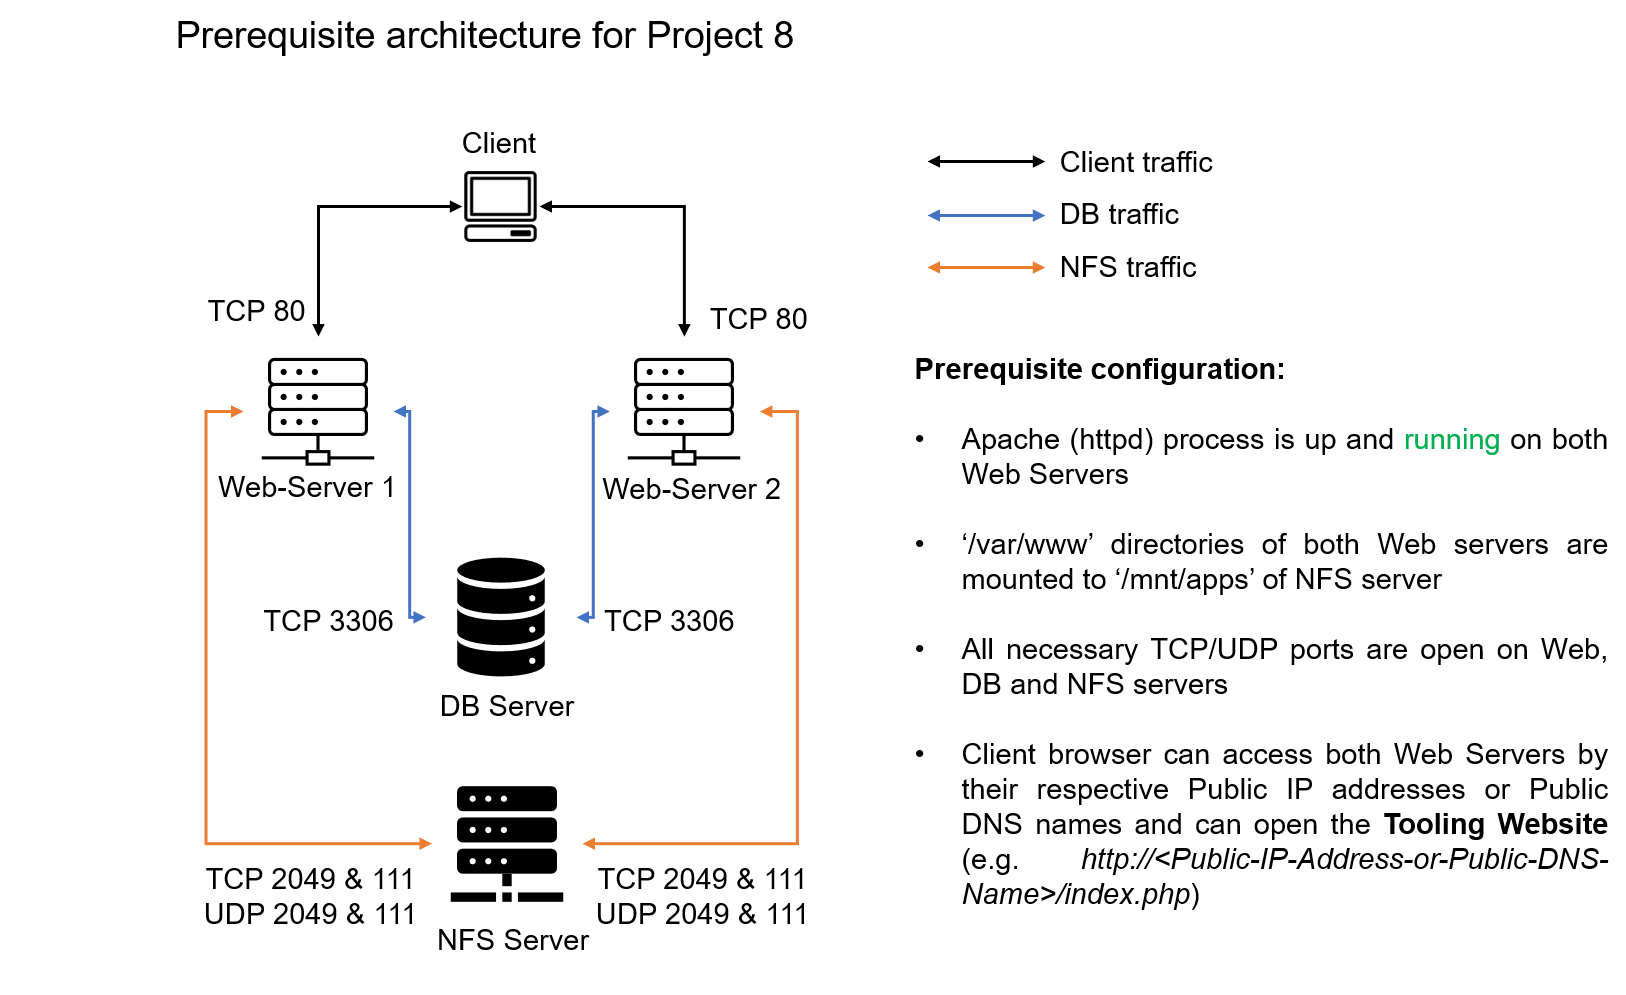 Prerequisite architecture for Project 8
Client
TCP 80
TCP 80
Web-Server 1
Web-Server 2
TCP 3306
TCP 3306
DB Server
TCP 2049 & 111
UDP 2049 & 111
TCP 2049 & 111
UDP 2049 & 111
NFS Server
Client traffic
DB traffic
NFS traffic
Prerequisite configuration:
• Apache (httpd) process is up and running on both
Web Servers
• ‘/var/www’ directories of both Web servers are
mounted to ‘/mnt/apps’ of NFS server
• All necessary TCP/UDP ports are open on Web,
DB and NFS servers
• Client browser can access both Web Servers by
their respective Public IP addresses or Public
DNS names and can open the Tooling Website
(e.g. http://<Public-IP-Address-or-Public-DNS-
Name>/index.php)